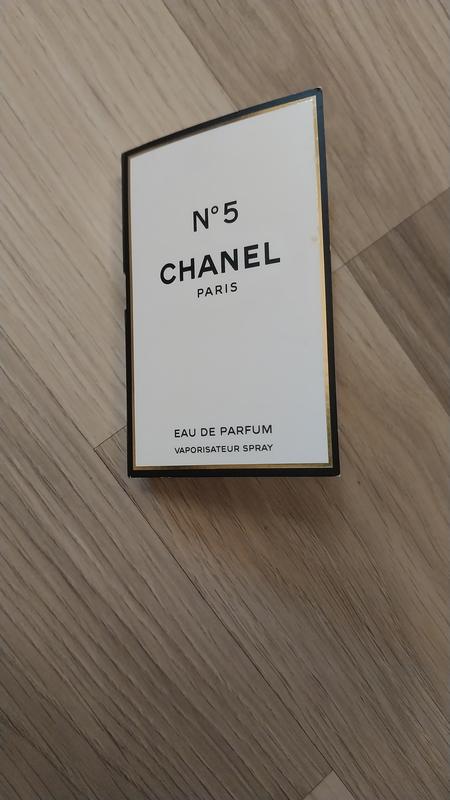 N°5
CHANEL
PARIS
EAU DE PARFUM
VAPORISATEUR SPRAY